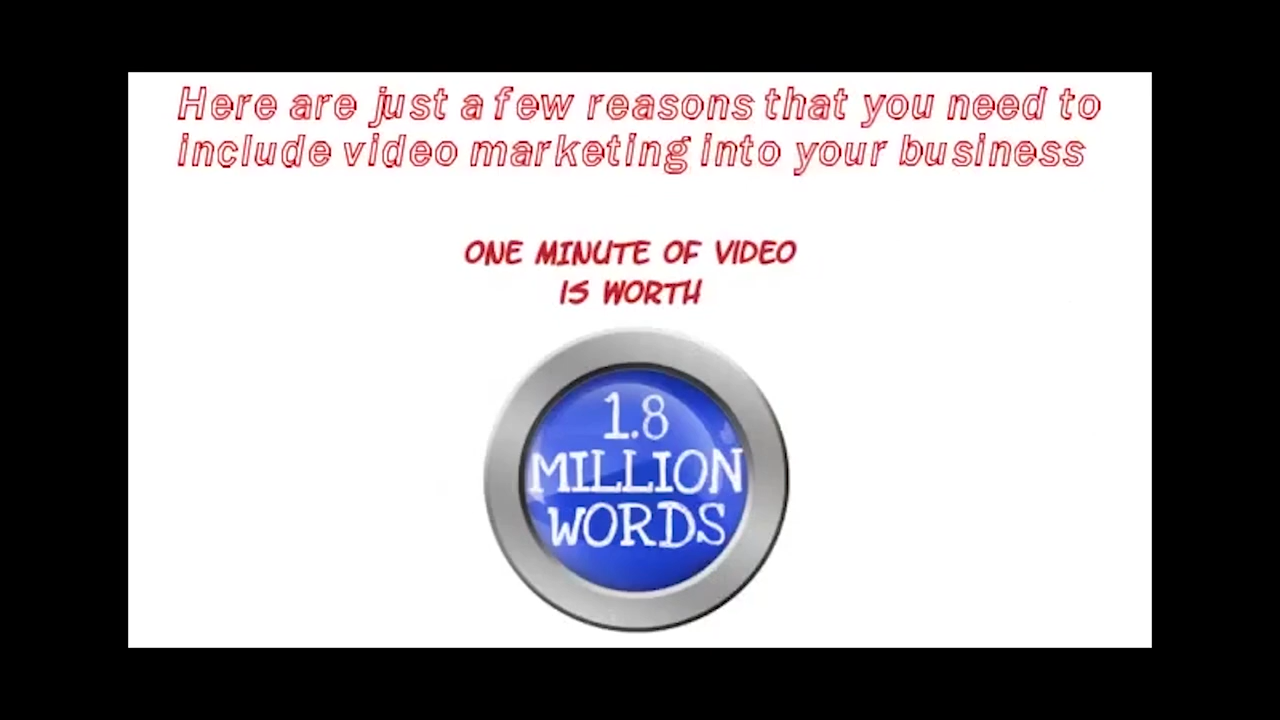 Here are just a few reasons that you need to
include video marketing into your business
ONE MINUTE OF VIDEO
IS WORTH
1.8
MILLION
WORDS